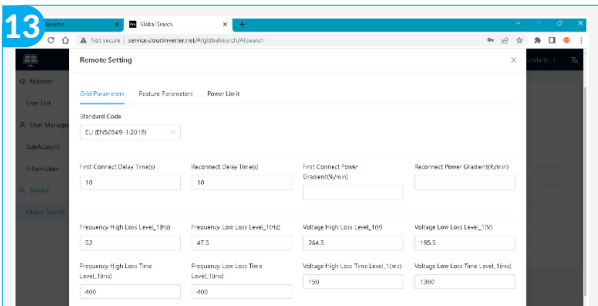 13
Inverter
Global Search
Not secure | service.cloudinverter.net/#/globalsearch/AIsearch
Remote Setting
Monitor
User List
User Manager
SubAccount
Information
Service
Global Search
Grid Parameters Feature Parameters Power Limit
Standard Code
EU (EN50549-1:2019)
First Connect Delay Time(s) Reconnect Delay Time(s) First Connect Power Gradient(%/min) Reconnect Power Gradient(%/min)
10 10
Frequency High Loss Level_1(Hz) Frequency Low Loss Level_1(Hz) Voltage High Loss Level_1(V) Voltage Low Loss Level_1(V)
52 47.5 264.5 195.5
Frequency High Loss Time Level_1(ms) Frequency Low Loss Time Level_1(ms) Voltage High Loss Time Level_1(ms) Voltage Low Loss Time Level_1(ms)
400 400 150 1300